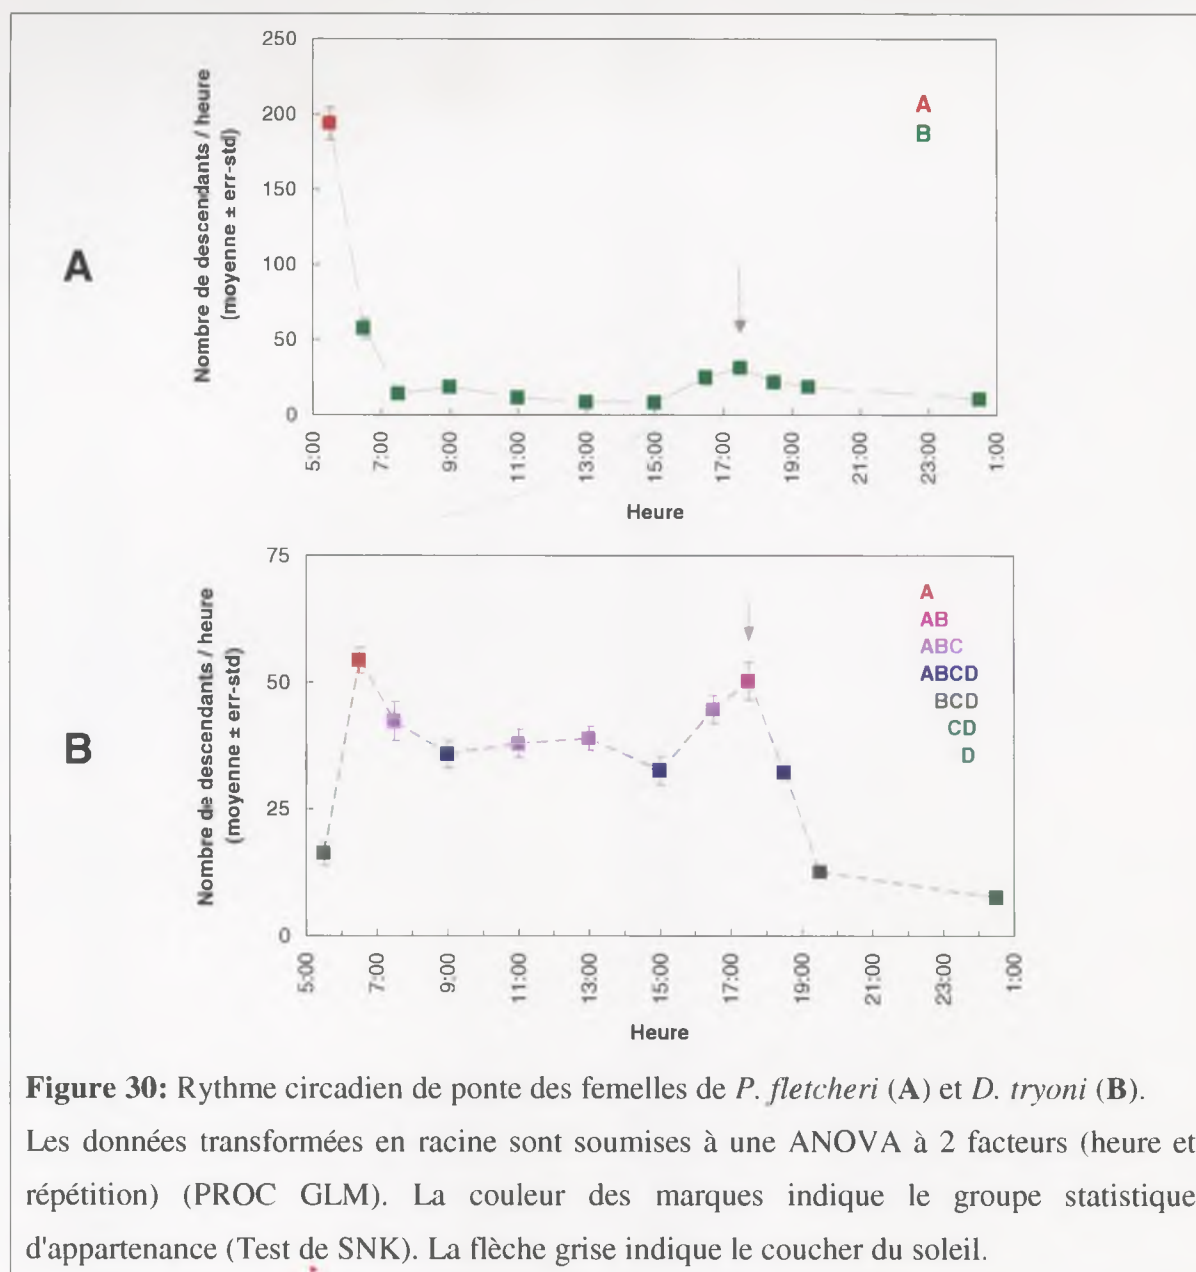 A
Nombre de descendants / heure
(moyenne ± err-std)
250
200
150
100
50
0
A
B
5:00
7:00
9:00
11:00
13:00
15:00
17:00
19:00
21:00
23:00
1:00
Heure
B
Nombre de descendants / heure
(moyenne ± err-std)
75
50
25
0
A
AB
ABC
ABCD
BCD
CD
D
5:00
7:00
9:00
11:00
13:00
15:00
17:00
19:00
21:00
23:00
1:00
Heure
Figure 30: Rythme circadien de ponte des femelles de P. fletcheri (A) et D. tryoni (B).
Les données transformées en racine sont soumises à une ANOVA à 2 facteurs (heure et
répétition) (PROC GLM). La couleur des marques indique le groupe statistique
d'appartenance (Test de SNK). La flèche grise indique le coucher du soleil.